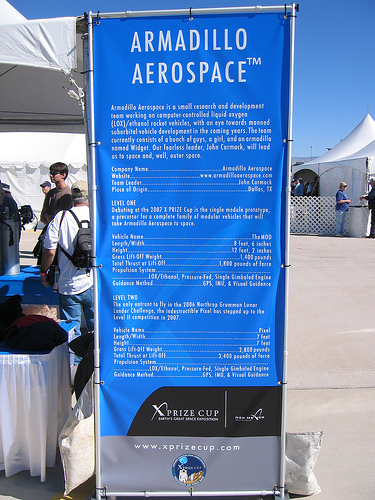 ARMADILLO
AEROSPACE™
Armadillo Aerospace is a small research and development
team working on computer-controlled liquid oxygen
(LOX)/ethanol rocket vehicles, with an eye towards manned
suborbital vehicle development in the coming years. The team
currently consists of a bunch of guys, a girl, and an armadillo
named Widget. Our fearless leader, John Carmack, will lead
us to space and, well, outer space.
Company Name......Armadillo Aerospace
Website......www.armadilloaerospace.com
Team Leader......John Carmack
Place of Origin......Dallas, TX
LEVEL ONE
Debuting at the 2007 X PRIZE Cup is the single module prototype,
a precursor for a complete family of modular vehicles that will
take Armadillo Aerospace to space.
Vehicle Name......The MOD
Length/Width......8 feet, 6 inches
Height......12 feet, 2 inches
Gross Lift-Off Weight......1,400 pounds
Total Thrust at Lift-Off......1,800 pounds of force
Propulsion System
......LOX/Ethanol, Pressure-Fed, Single Gimbaled Engine
Guidance Method......GPS, IMU, & Visual Guidance
LEVEL TWO
The only entrant to fly in the 2006 Northrop Grumman Lunar
Lander Challenge, the indestructible Pixel has stepped up to the
Level II competition in 2007.
Vehicle Name......Pixel
Length/Width......7 feet
Height......7 feet
Gross Lift-Off Weight......2,800 pounds
Total Thrust at Lift-Off......3,400 pounds of force
Propulsion System
......LOX/Ethanol, Pressure-Fed, Single Gimbaled Engine
Guidance Method......GPS, IMU, & Visual Guidance
X PRIZE CUP
EARTH'S GREAT SPACE EXPOSITION
NEW MEXICO
www.xprizecup.com
X PRIZE CUP